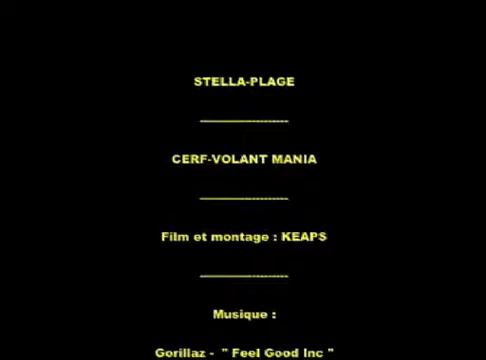 STELLA-PLAGE
--------------------
CERF-VOLANT MANIA
--------------------
Film et montage : KEAPS
--------------------
Musique :
Gorillaz - " Feel Good Inc "